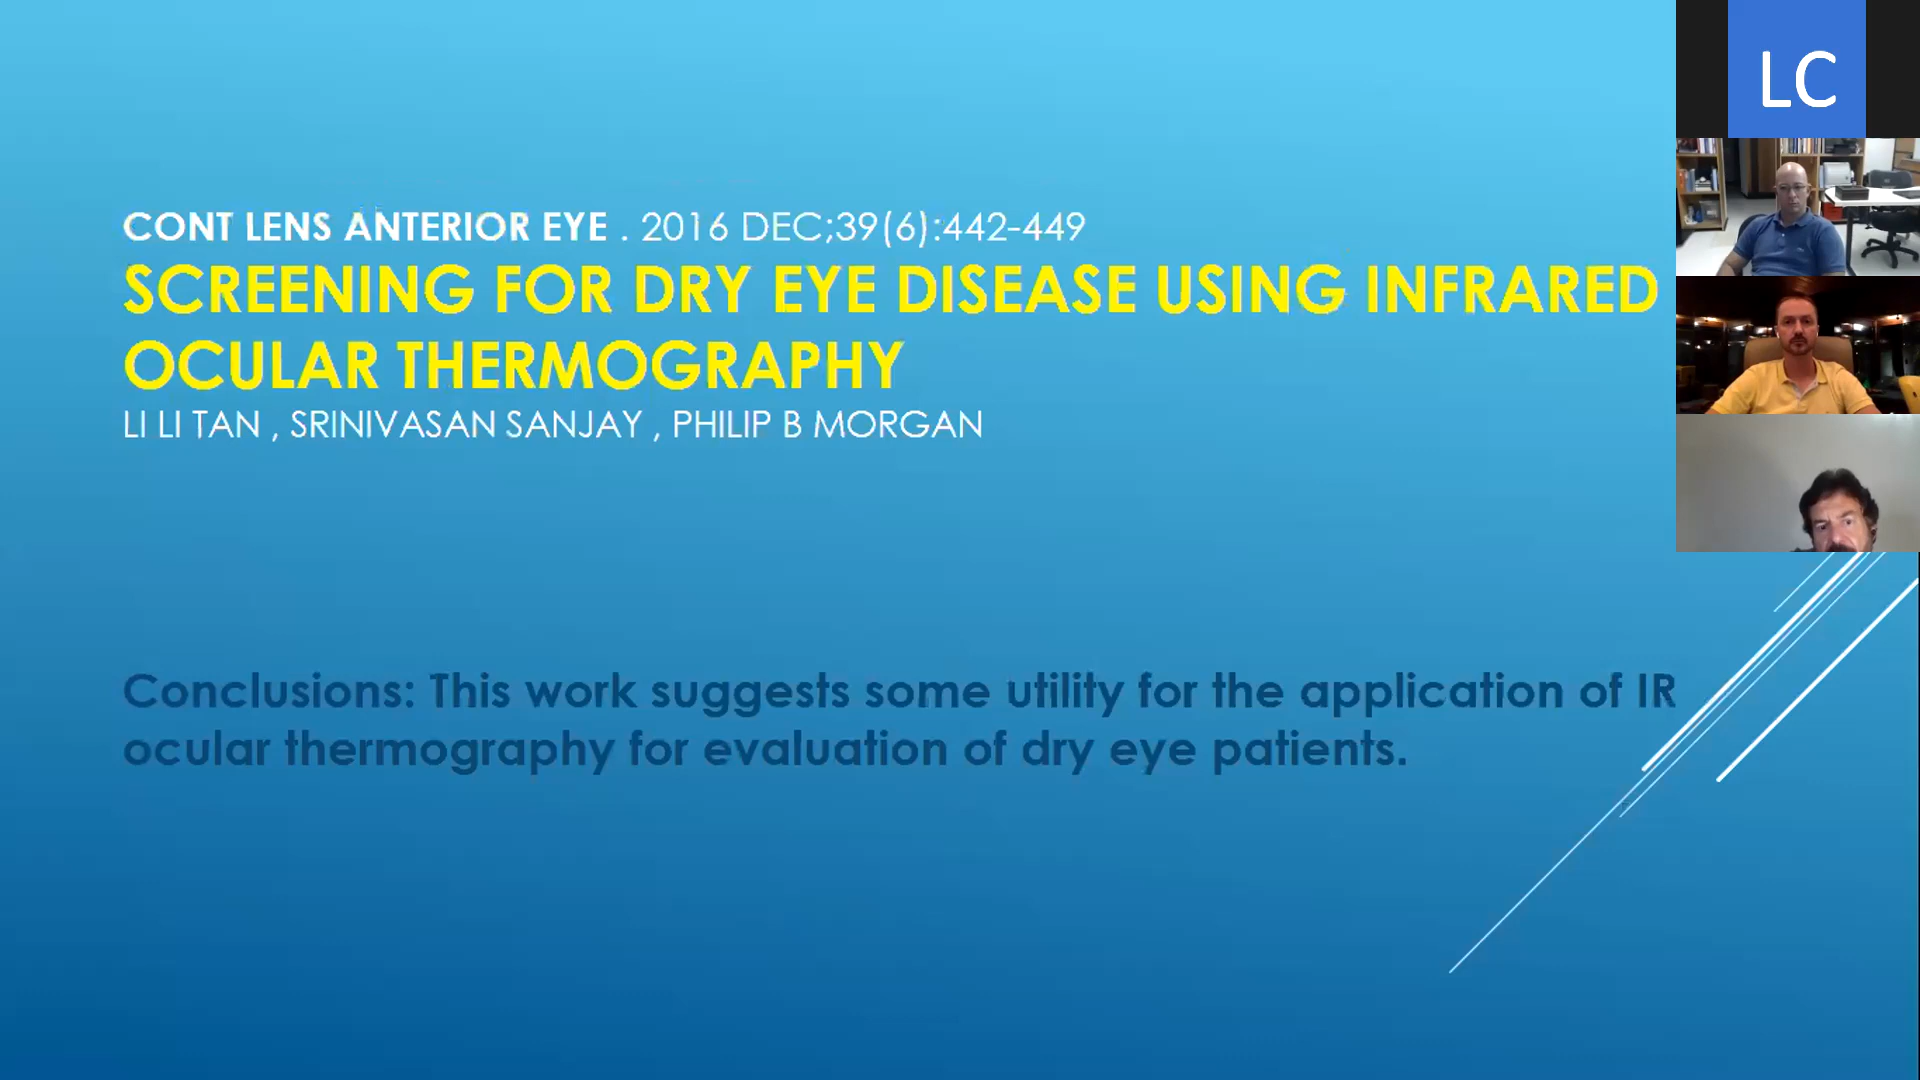 CONT LENS ANTERIOR EYE . 2016 DEC;39(6):442-449
SCREENING FOR DRY EYE DISEASE USING INFRARED
OCULAR THERMOGRAPHY
LI LI TAN , SRINIVASAN SANJAY , PHILIP B MORGAN
Conclusions: This work suggests some utility for the application of IR
ocular thermography for evaluation of dry eye patients.
LC